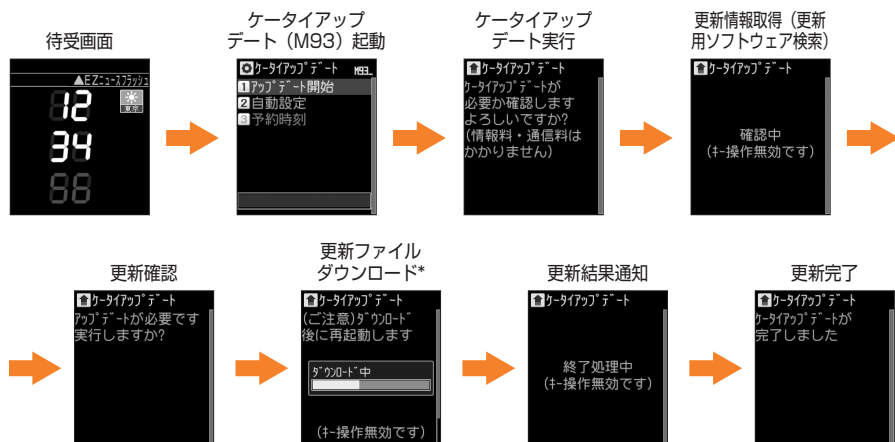 待受画面
▲EZニュースフラッシュ
12
東京
34
88
ケータイアップ
デート（M93）起動
ケータイアップデート M93_
1アップデート開始
2自動設定
3予約時刻
ケータイアップ
デート実行
ケータイアップデート
ケータイアップデートが
必要か確認します
よろしいですか?
(情報料・通信料は
かかりません)
更新情報取得（更新
用ソフトウェア検索）
ケータイアップデート
確認中
(キー操作無効です)
更新確認
ケータイアップデート
アップデートが必要です
実行しますか?
更新ファイル
ダウンロード*
ケータイアップデート
(ご注意)ダウンロード
後に再起動します
ダウンロード中
(キー操作無効です)
更新結果通知
ケータイアップデート
終了処理中
(キー操作無効です)
更新完了
ケータイアップデート
ケータイアップデートが
完了しました